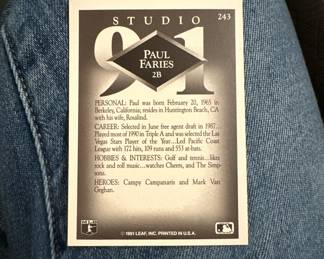 STUDIO
243
91
PAUL
FARIES
2B
PERSONAL: Paul was born February 20, 1965 in
Berkeley, California; resides in Huntington Beach, CA
with his wife, Rosalind.
CAREER: Selected in June free agent draft in 1987...
Played most of 1990 in Triple A and was selected the
Las Vegas Stars Player of the Year...Led Pacific Coast
League with 172 hits, 109 runs and 553 at-bats.
HOBBIES & INTERESTS: Golf and tennis...likes
rock and roll music...watches Cheers, and The Simp-
sons.
HEROES: Campy Campanaris and Mark Van
Geghan.
© 1991 LEAF, INC. PRINTED IN U.S.A.